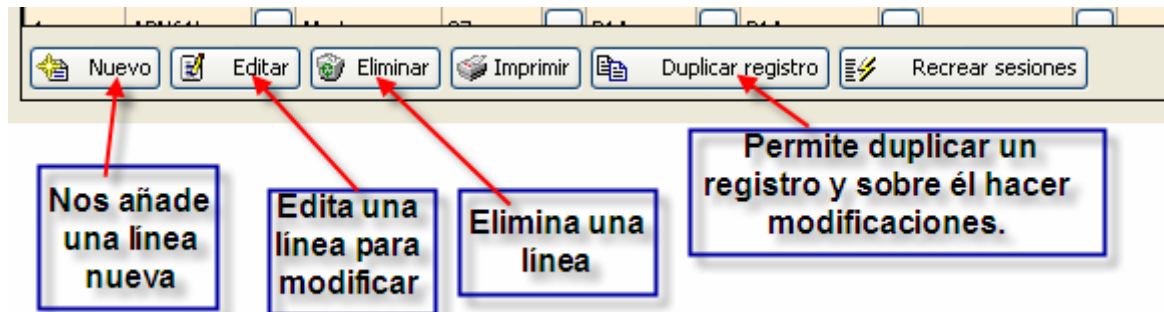 Nuevo Editar Eliminar Imprimir Duplicar registro Recrear sesiones
Nos añade
una línea
nueva
Edita una
línea para
modificar
Elimina una
línea
Permite duplicar un
registro y sobre él hacer
modificaciones.